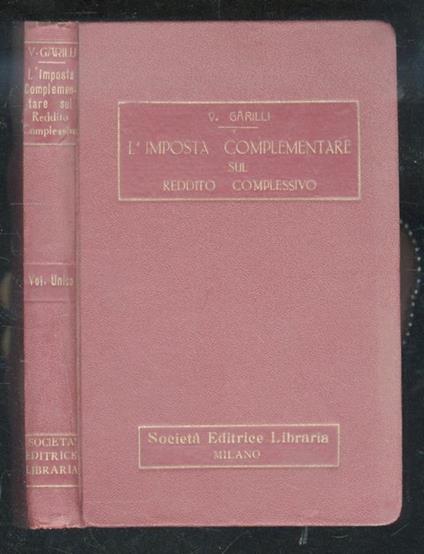 V. GARILLI
L'Imposta
Complemen-
tare sul
Reddito
Complessivo
Vol. Unico
SOCIETÀ
EDITRICE
LIBRARIA
V. GARILLI
L'IMPOSTA COMPLEMENTARE
SUL
REDDITO COMPLESSIVO
Società Editrice Libraria
MILANO